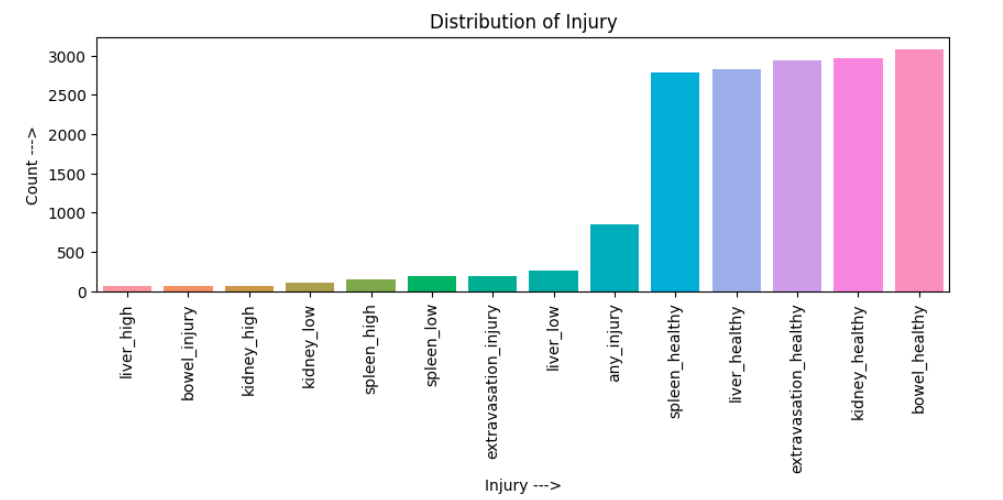 Distribution of Injury
Count --->
3000
2500
2000
1500
1000
500
0
liver_high
bowel_injury
kidney_high
kidney_low
spleen_high
spleen_low
extravasation_injury
liver_low
any_injury
spleen_healthy
liver_healthy
extravasation_healthy
kidney_healthy
bowel_healthy
Injury --->